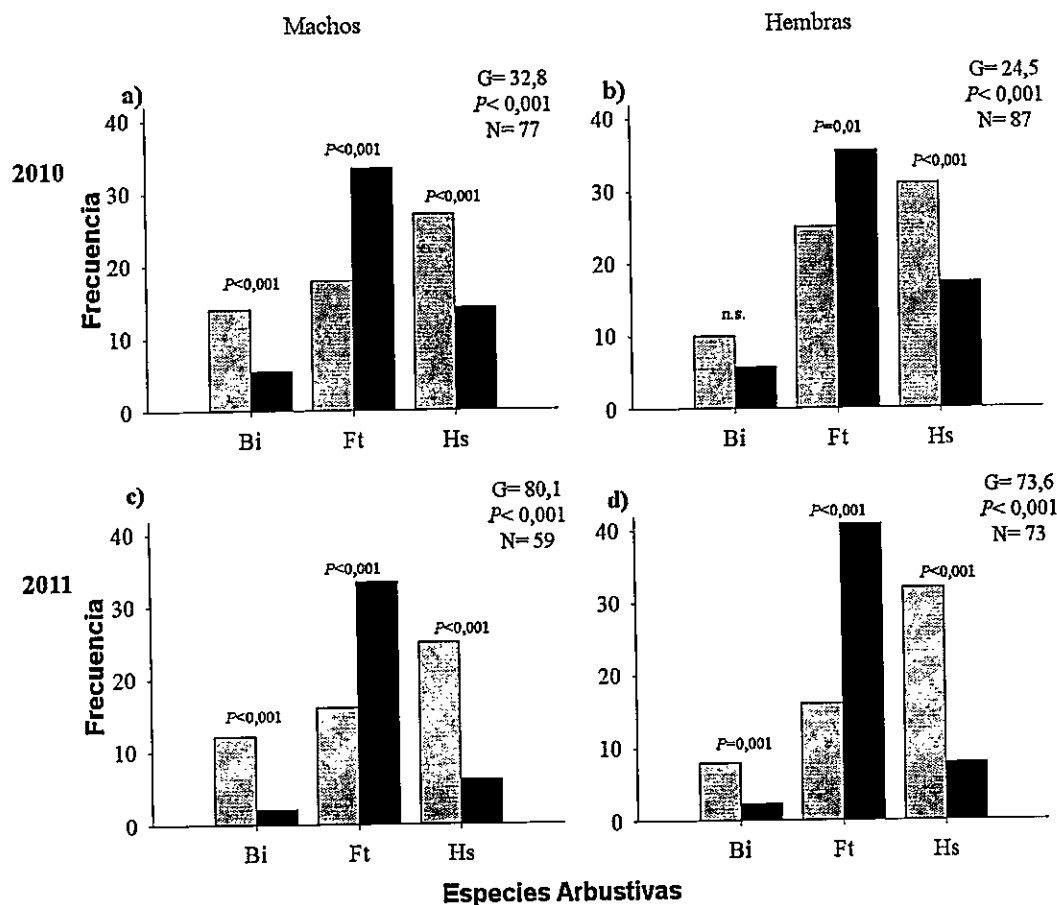 Machos
Hembras
2010
a)
G= 32,8
P< 0,001
N= 77
Frecuencia
40
30
20
10
0
P<0,001
P<0,001
P<0,001
Bi
Ft
Hs
b)
G= 24,5
P< 0,001
N= 87
40
30
20
10
0
n.s.
P=0,01
P<0,001
Bi
Ft
Hs
2011
c)
G= 80,1
P< 0,001
N= 59
Frecuencia
40
30
20
10
0
P<0,001
P<0,001
P<0,001
Bi
Ft
Hs
d)
G= 73,6
P< 0,001
N= 73
40
30
20
10
0
P=0,001
P<0,001
P<0,001
Bi
Ft
Hs
Especies Arbustivas